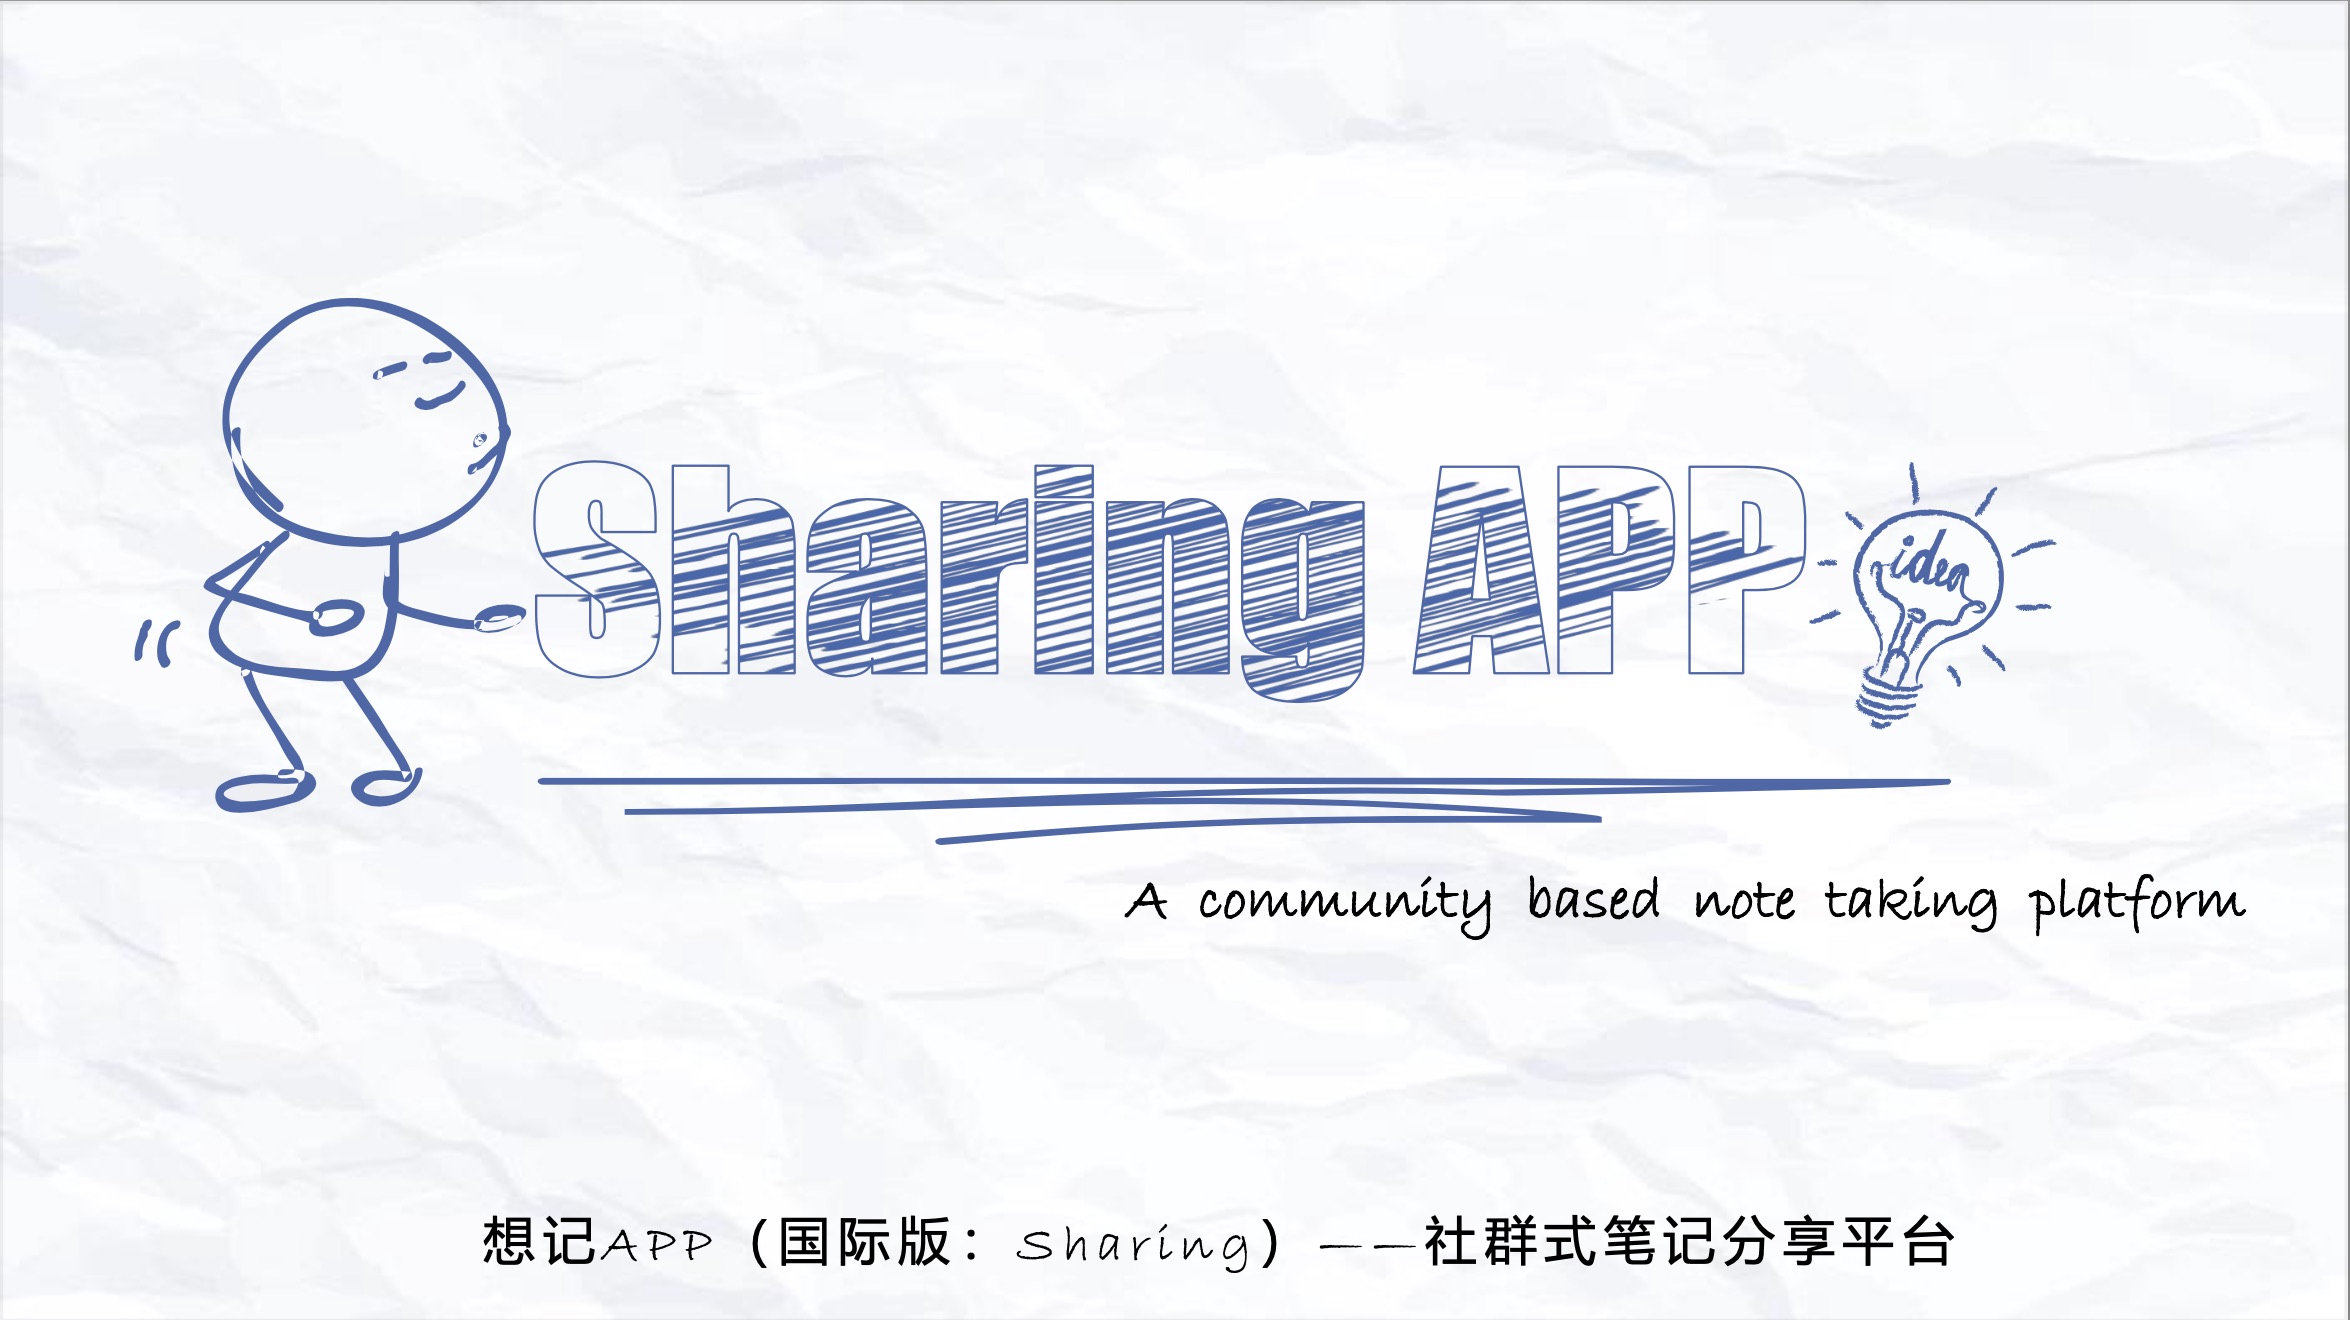 Sharing APP
idea
A community based note taking platform
想记APP（国际版：Sharing）——社群式笔记分享平台